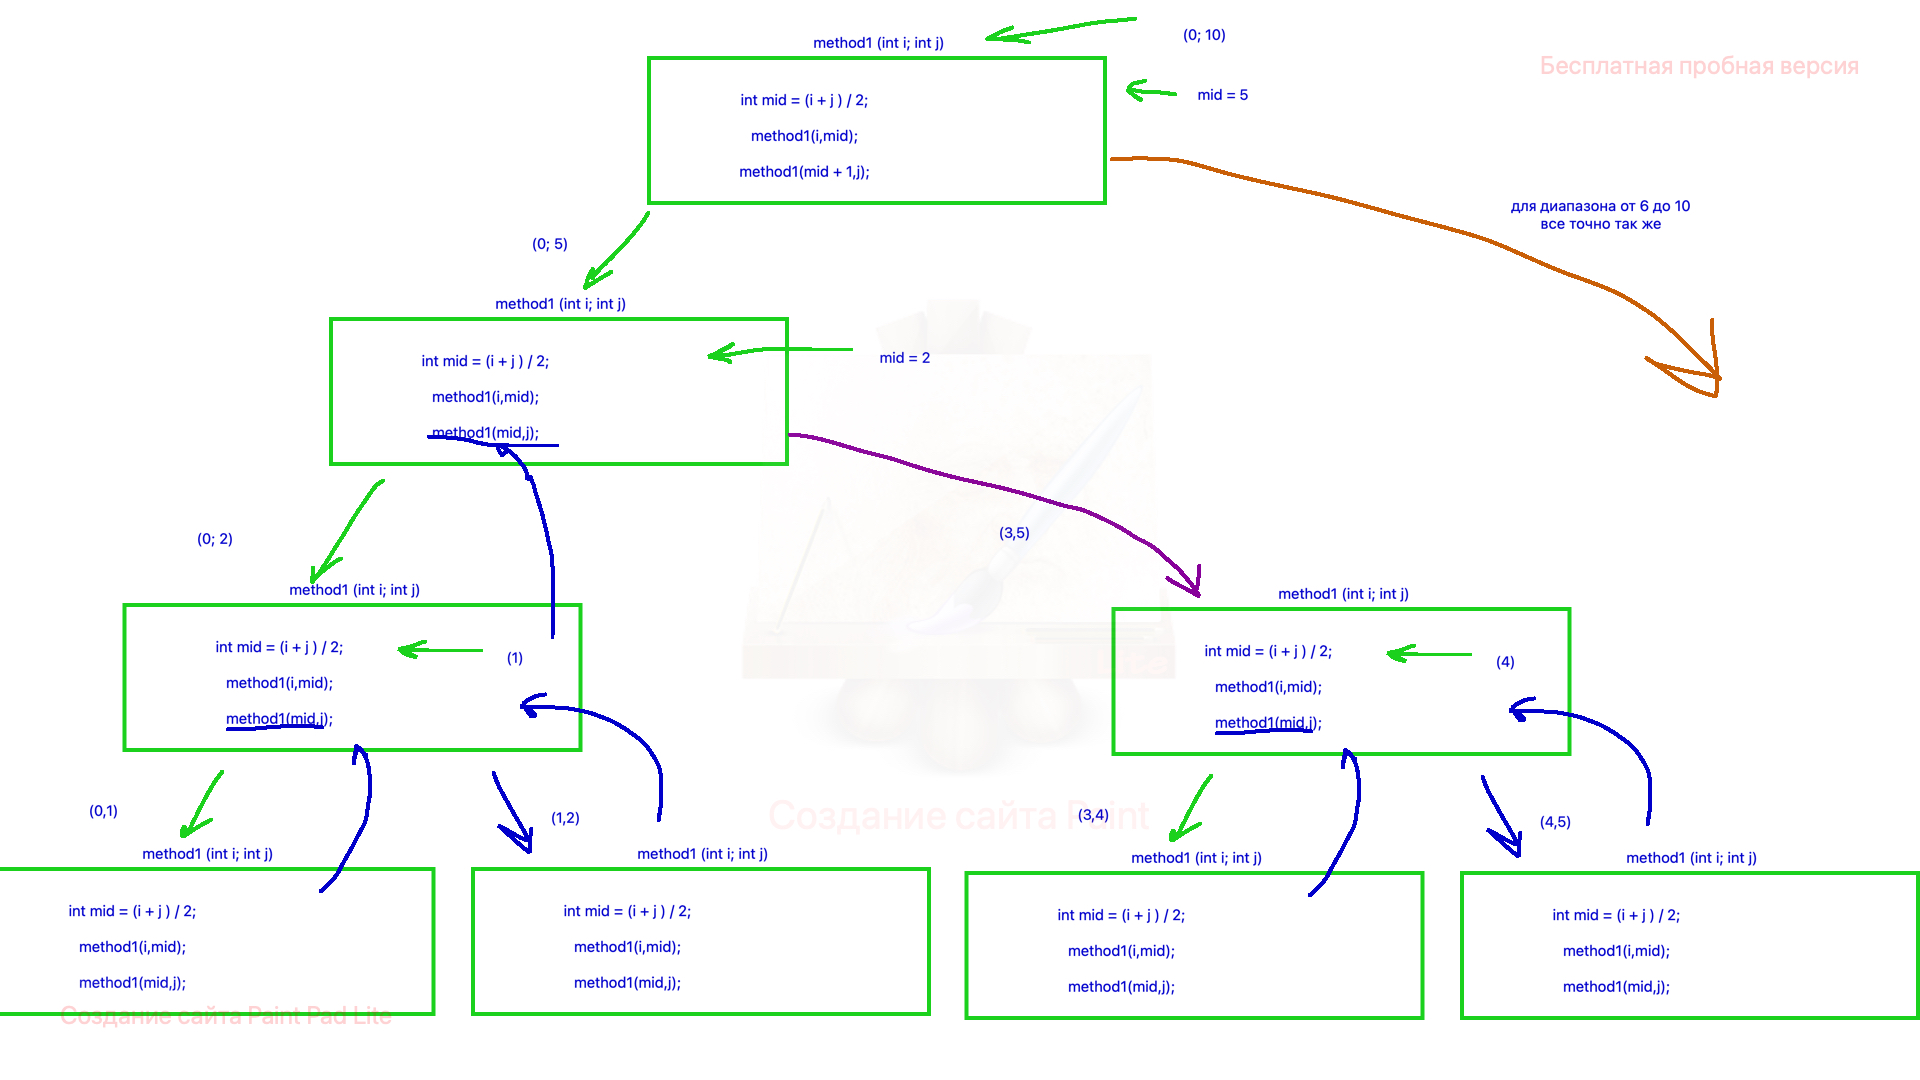 method1 (int i; int j)
(0; 10)
Бесплатная пробная версия
int mid = (i + j ) / 2;
mid = 5
method1(i,mid);
method1(mid + 1,j);
для диапазона от 6 до 10
все точно так же
(0; 5)
method1 (int i; int j)
int mid = (i + j ) / 2;
mid = 2
method1(i,mid);
method1(mid,j);
(0; 2)
(3,5)
method1 (int i; int j)
int mid = (i + j ) / 2;
(1)
method1(i,mid);
method1(mid,j);
method1 (int i; int j)
int mid = (i + j ) / 2;
(4)
method1(i,mid);
method1(mid,j);
Создание сайта Paint
(0,1)
(1,2)
(3,4)
(4,5)
method1 (int i; int j)
int mid = (i + j ) / 2;
method1(i,mid);
method1(mid,j);
method1 (int i; int j)
int mid = (i + j ) / 2;
method1(i,mid);
method1(mid,j);
method1 (int i; int j)
int mid = (i + j ) / 2;
method1(i,mid);
method1(mid,j);
method1 (int i; int j)
int mid = (i + j ) / 2;
method1(i,mid);
method1(mid,j);
Создание сайта Paint Pad Lite